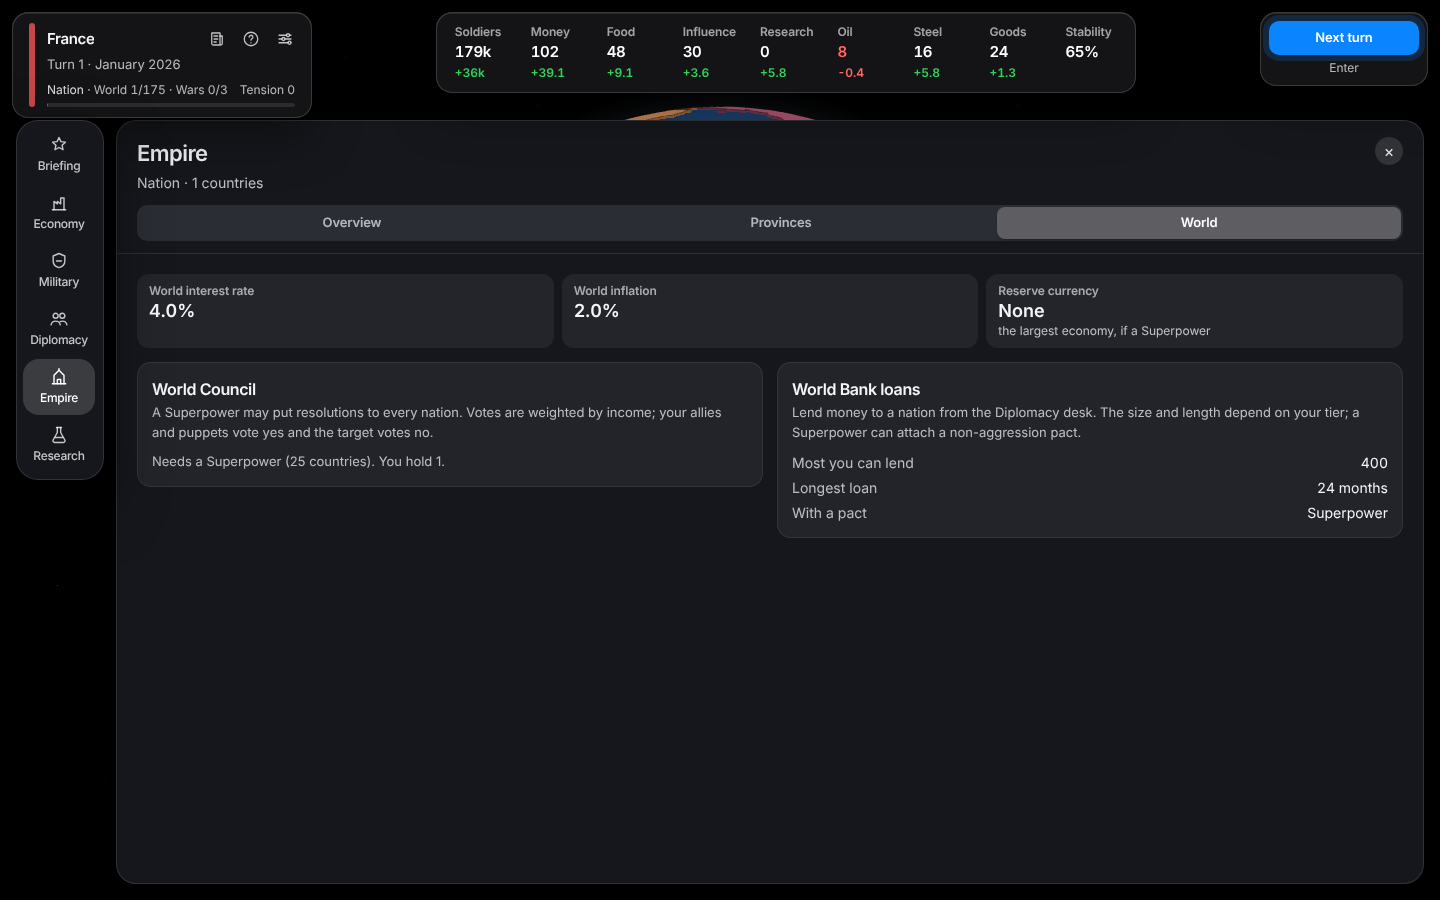 France
Turn 1 · January 2026
Nation · World 1/175 · Wars 0/3 Tension 0
Soldiers Money Food Influence Research Oil Steel Goods Stability
179k 102 48 30 0 8 16 24 65%
+36k +39.1 +9.1 +3.6 +5.8 -0.4 +5.8 +1.3
Next turn
Enter
Briefing
Economy
Military
Diplomacy
Empire
Research
Empire
×
Nation · 1 countries
Overview Provinces World
World interest rate
4.0%
World inflation
2.0%
Reserve currency
None
the largest economy, if a Superpower
World Council
A Superpower may put resolutions to every nation. Votes are weighted by income; your allies
and puppets vote yes and the target votes no.
Needs a Superpower (25 countries). You hold 1.
World Bank loans
Lend money to a nation from the Diplomacy desk. The size and length depend on your tier; a
Superpower can attach a non-aggression pact.
Most you can lend 400
Longest loan 24 months
With a pact Superpower